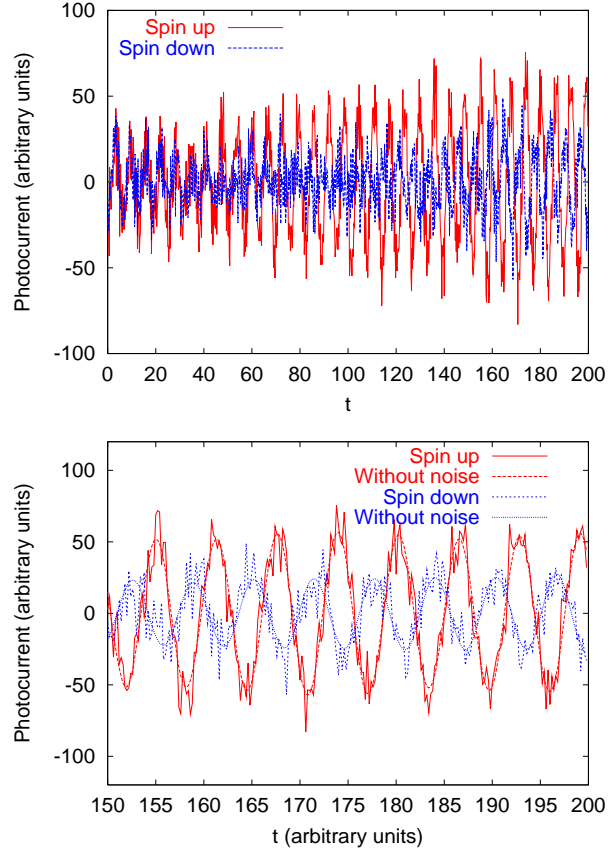 100
Spin up
Spin down
50
0
-50
-100
Photocurrent (arbitrary units)
0 20 40 60 80 100 120 140 160 180 200
t
100
Spin up
Without noise
Spin down
Without noise
50
0
-50
-100
Photocurrent (arbitrary units)
150 155 160 165 170 175 180 185 190 195 200
t (arbitrary units)